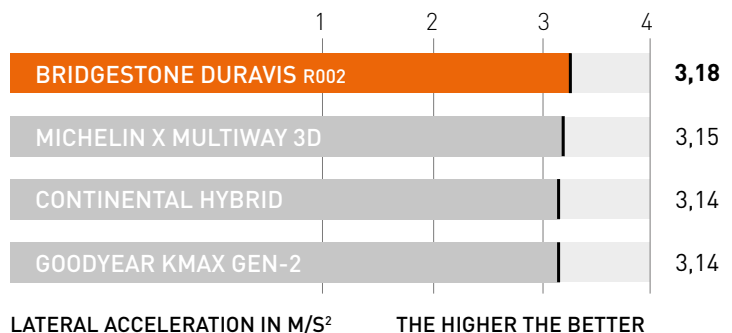 1 2 3 4
BRIDGESTONE DURAVIS R002 3,18
MICHELIN X MULTIWAY 3D 3,15
CONTINENTAL HYBRID 3,14
GOODYEAR KMAX GEN-2 3,14
LATERAL ACCELERATION IN M/S² THE HIGHER THE BETTER